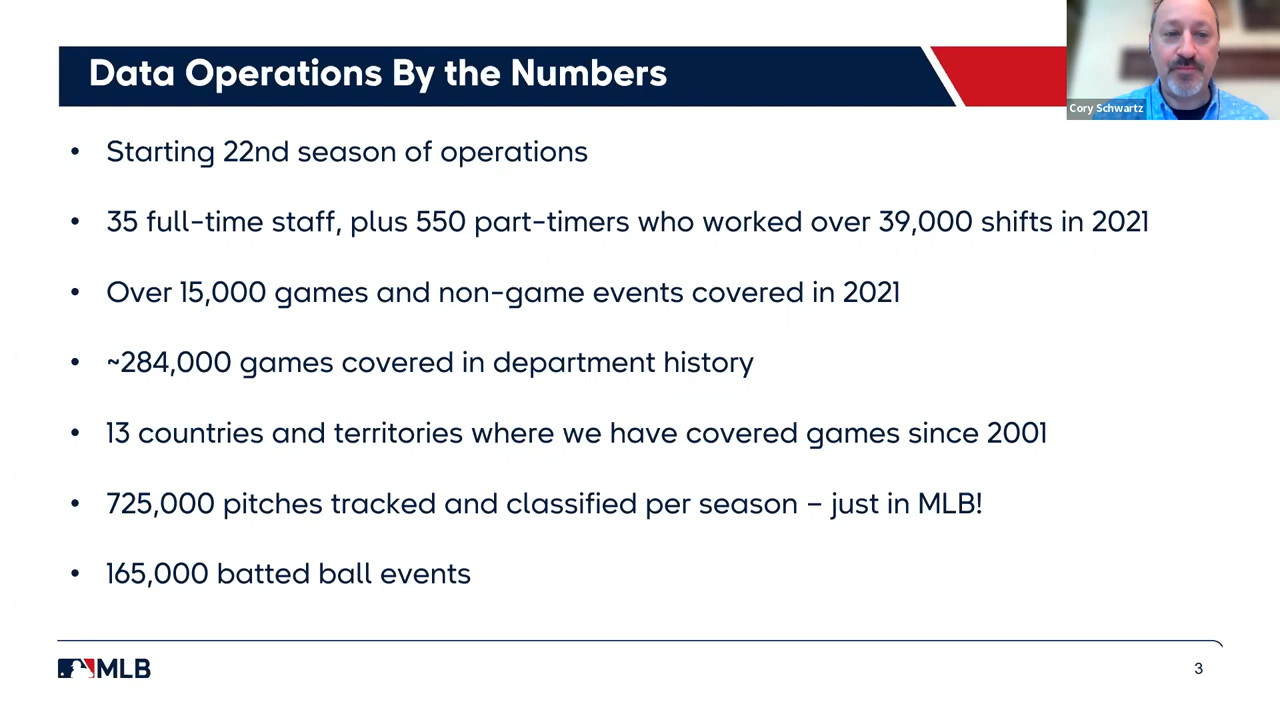 Data Operations By the Numbers
Cory Schwartz
• Starting 22nd season of operations
• 35 full-time staff, plus 550 part-timers who worked over 39,000 shifts in 2021
• Over 15,000 games and non-game events covered in 2021
• ~284,000 games covered in department history
• 13 countries and territories where we have covered games since 2001
• 725,000 pitches tracked and classified per season – just in MLB!
• 165,000 batted ball events
MLB
3